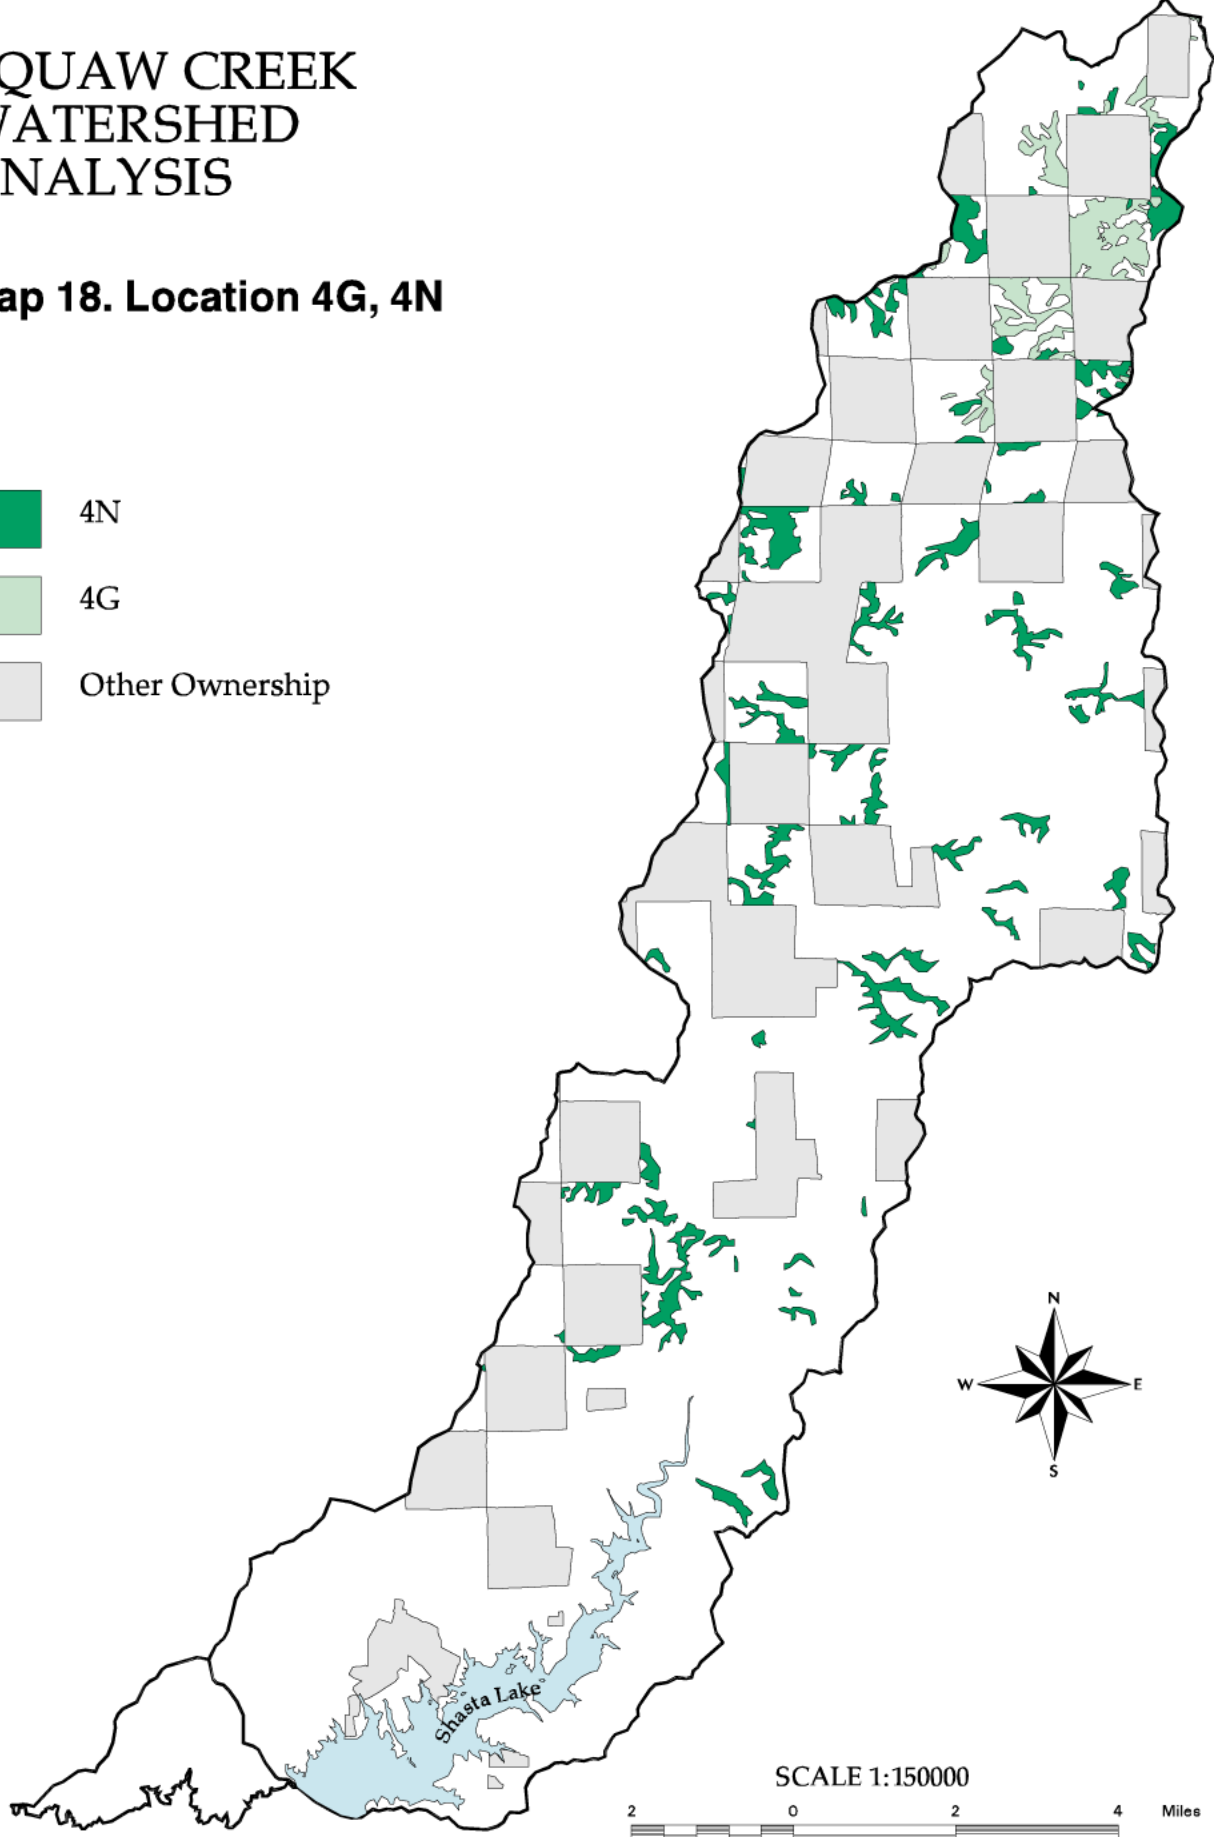 QUAW CREEK
WATERSHED
NALYSIS
ap 18. Location 4G, 4N
4N
4G
Other Ownership
N
W E
S
Shasta Lake
SCALE 1:150000
2 0 2 4 Miles